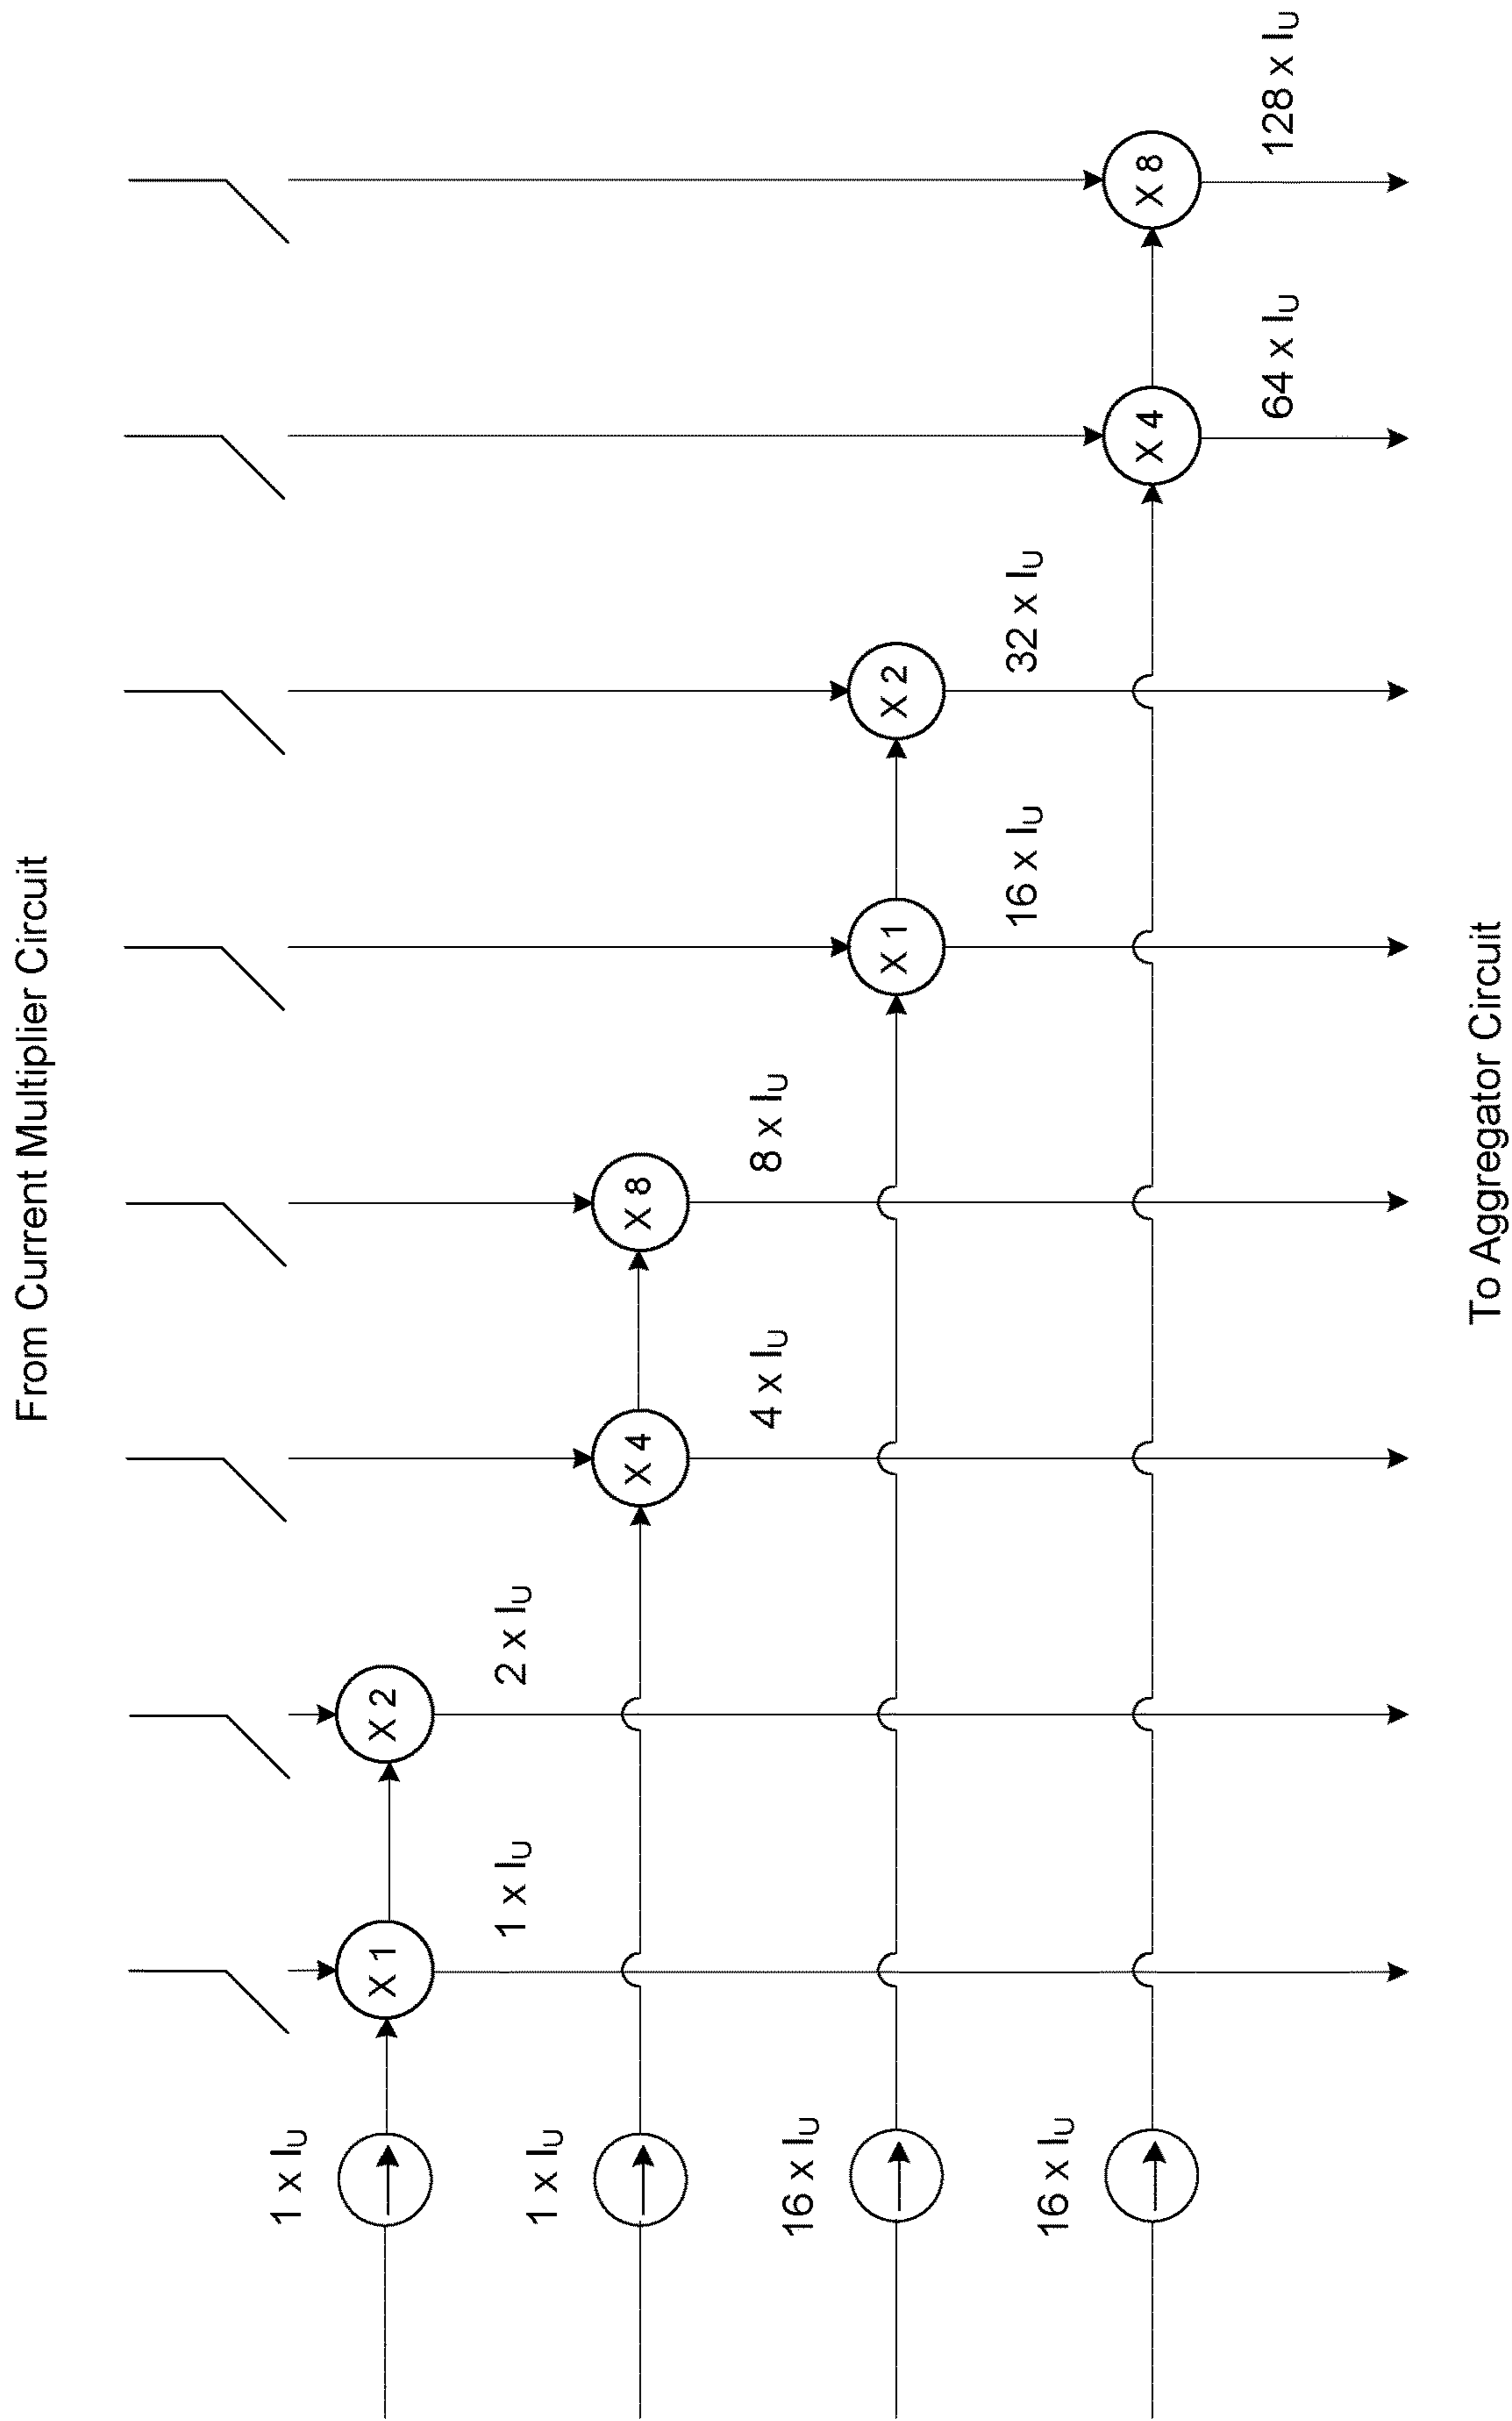 From Current Multiplier Circuit
1 x IU
X 1
X 2
1 x IU
2 x IU
1 x IU
X 4
X 8
4 x IU
8 x IU
16 x IU
X 1
X 2
16 x IU
32 x IU
16 x IU
X 4
X 8
64 x IU
128 x IU
To Aggregator Circuit